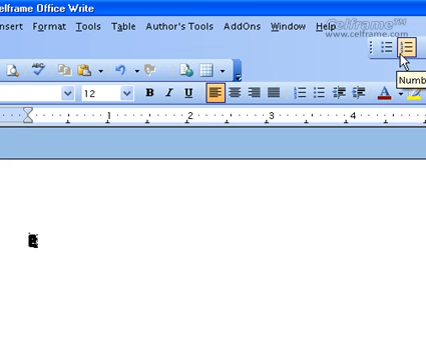 elframe Office Write
nsert Format Tools Table Author's Tools AddOns Window Help
Celframe™
www.celframe.com
Numb
12 B I U A
1 2 3 4